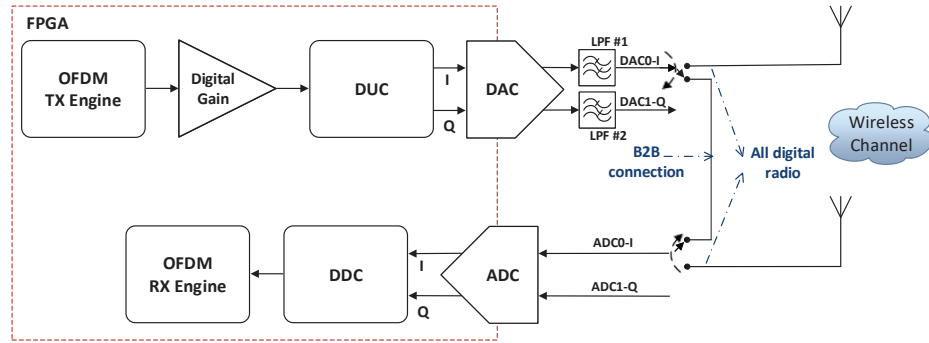 FPGA
OFDM
TX Engine
Digital
Gain
DUC
I
Q
DAC
LPF #1
DAC0-I
DAC1-Q
LPF #2
B2B
connection
All digital
radio
Wireless
Channel
OFDM
RX Engine
DDC
I
Q
ADC
ADC0-I
ADC1-Q